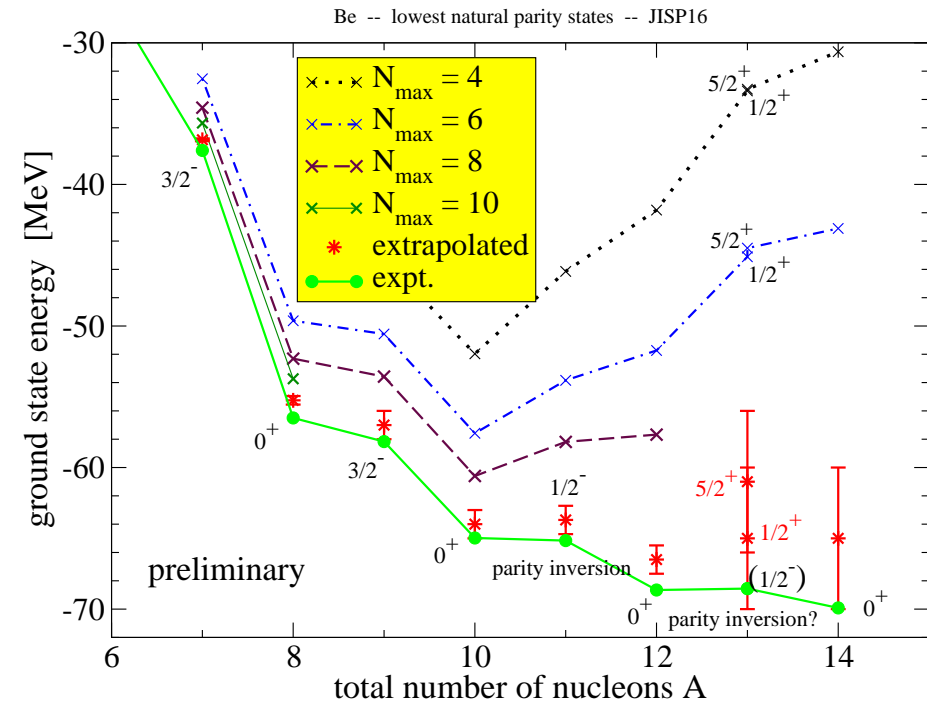 Be -- lowest natural parity states -- JISP16
-30
-40
-50
-60
-70
ground state energy [MeV]
N_max = 4
N_max = 6
N_max = 8
N_max = 10
extrapolated
expt.
5/2+
1/2+
3/2-
5/2+
1/2+
0+
3/2-
1/2-
5/2+
1/2+
0+
parity inversion
(1/2-)
preliminary
0+
parity inversion?
0+
6
8
10
12
14
total number of nucleons A